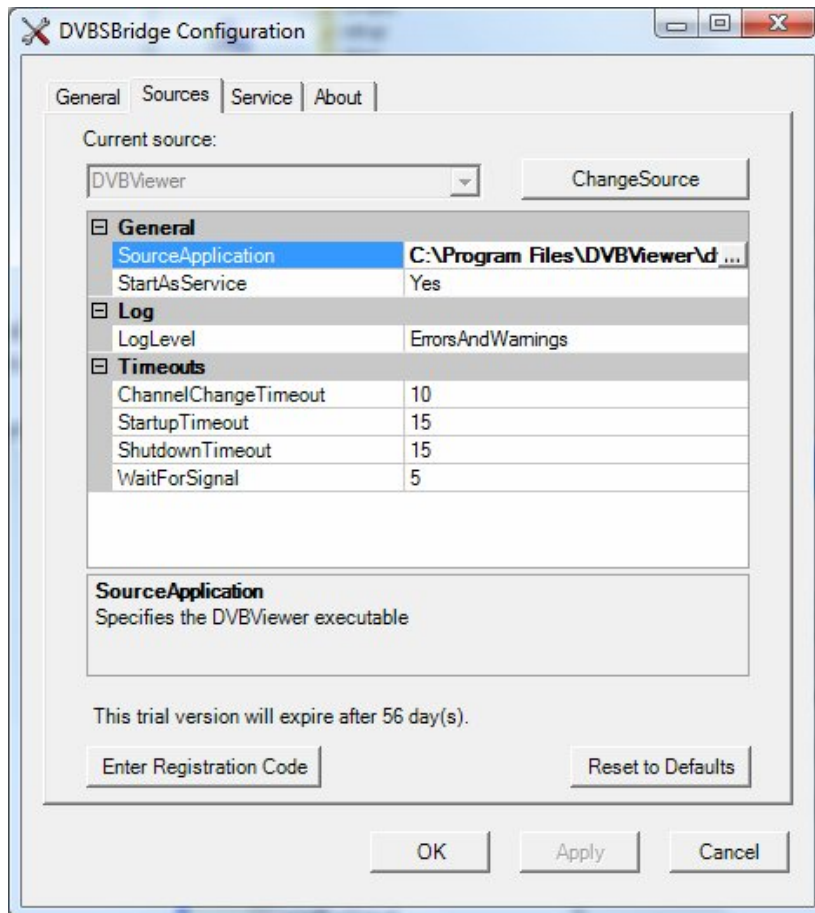 DVBSBridge Configuration
General Sources Service About
Current source:
DVBViewer ChangeSource
General
SourceApplication C:\Program Files\DVBViewer\d ...
StartAsService Yes
Log
LogLevel ErrorsAndWarnings
Timeouts
ChannelChangeTimeout 10
StartupTimeout 15
ShutdownTimeout 15
WaitForSignal 5
SourceApplication
Specifies the DVBViewer executable
This trial version will expire after 56 day(s).
Enter Registration Code Reset to Defaults
OK Apply Cancel